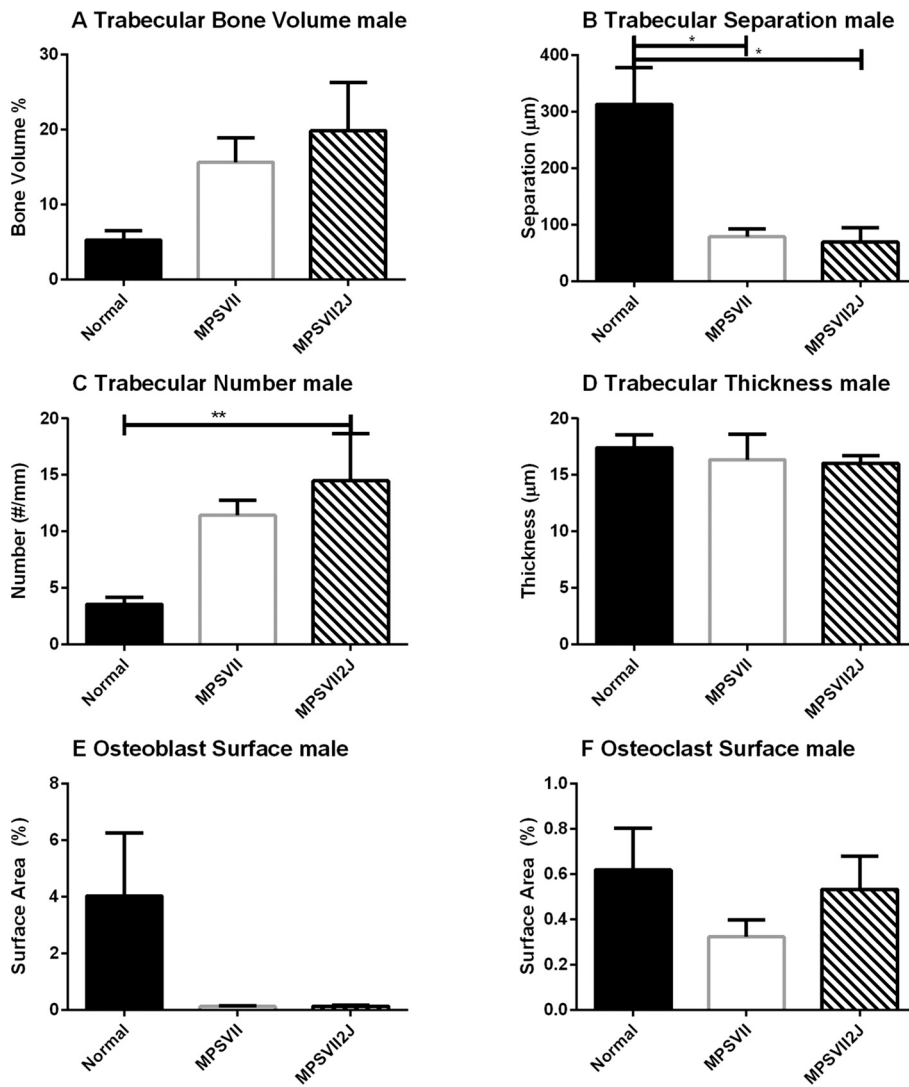 A Trabecular Bone Volume male
30
20
10
0
Bone Volume %
Normal
MPSVII
MPSVII2J
B Trabecular Separation male
*
*
400
300
200
100
0
Separation (μm)
Normal
MPSVII
MPSVII2J
C Trabecular Number male
**
20
15
10
5
0
Number (#/mm)
Normal
MPSVII
MPSVII2J
D Trabecular Thickness male
20
15
10
5
0
Thickness (μm)
Normal
MPSVII
MPSVII2J
E Osteoblast Surface male
8
6
4
2
0
Surface Area (%)
Normal
MPSVII
MPSVII2J
F Osteoclast Surface male
1.0
0.8
0.6
0.4
0.2
0.0
Surface Area (%)
Normal
MPSVII
MPSVII2J